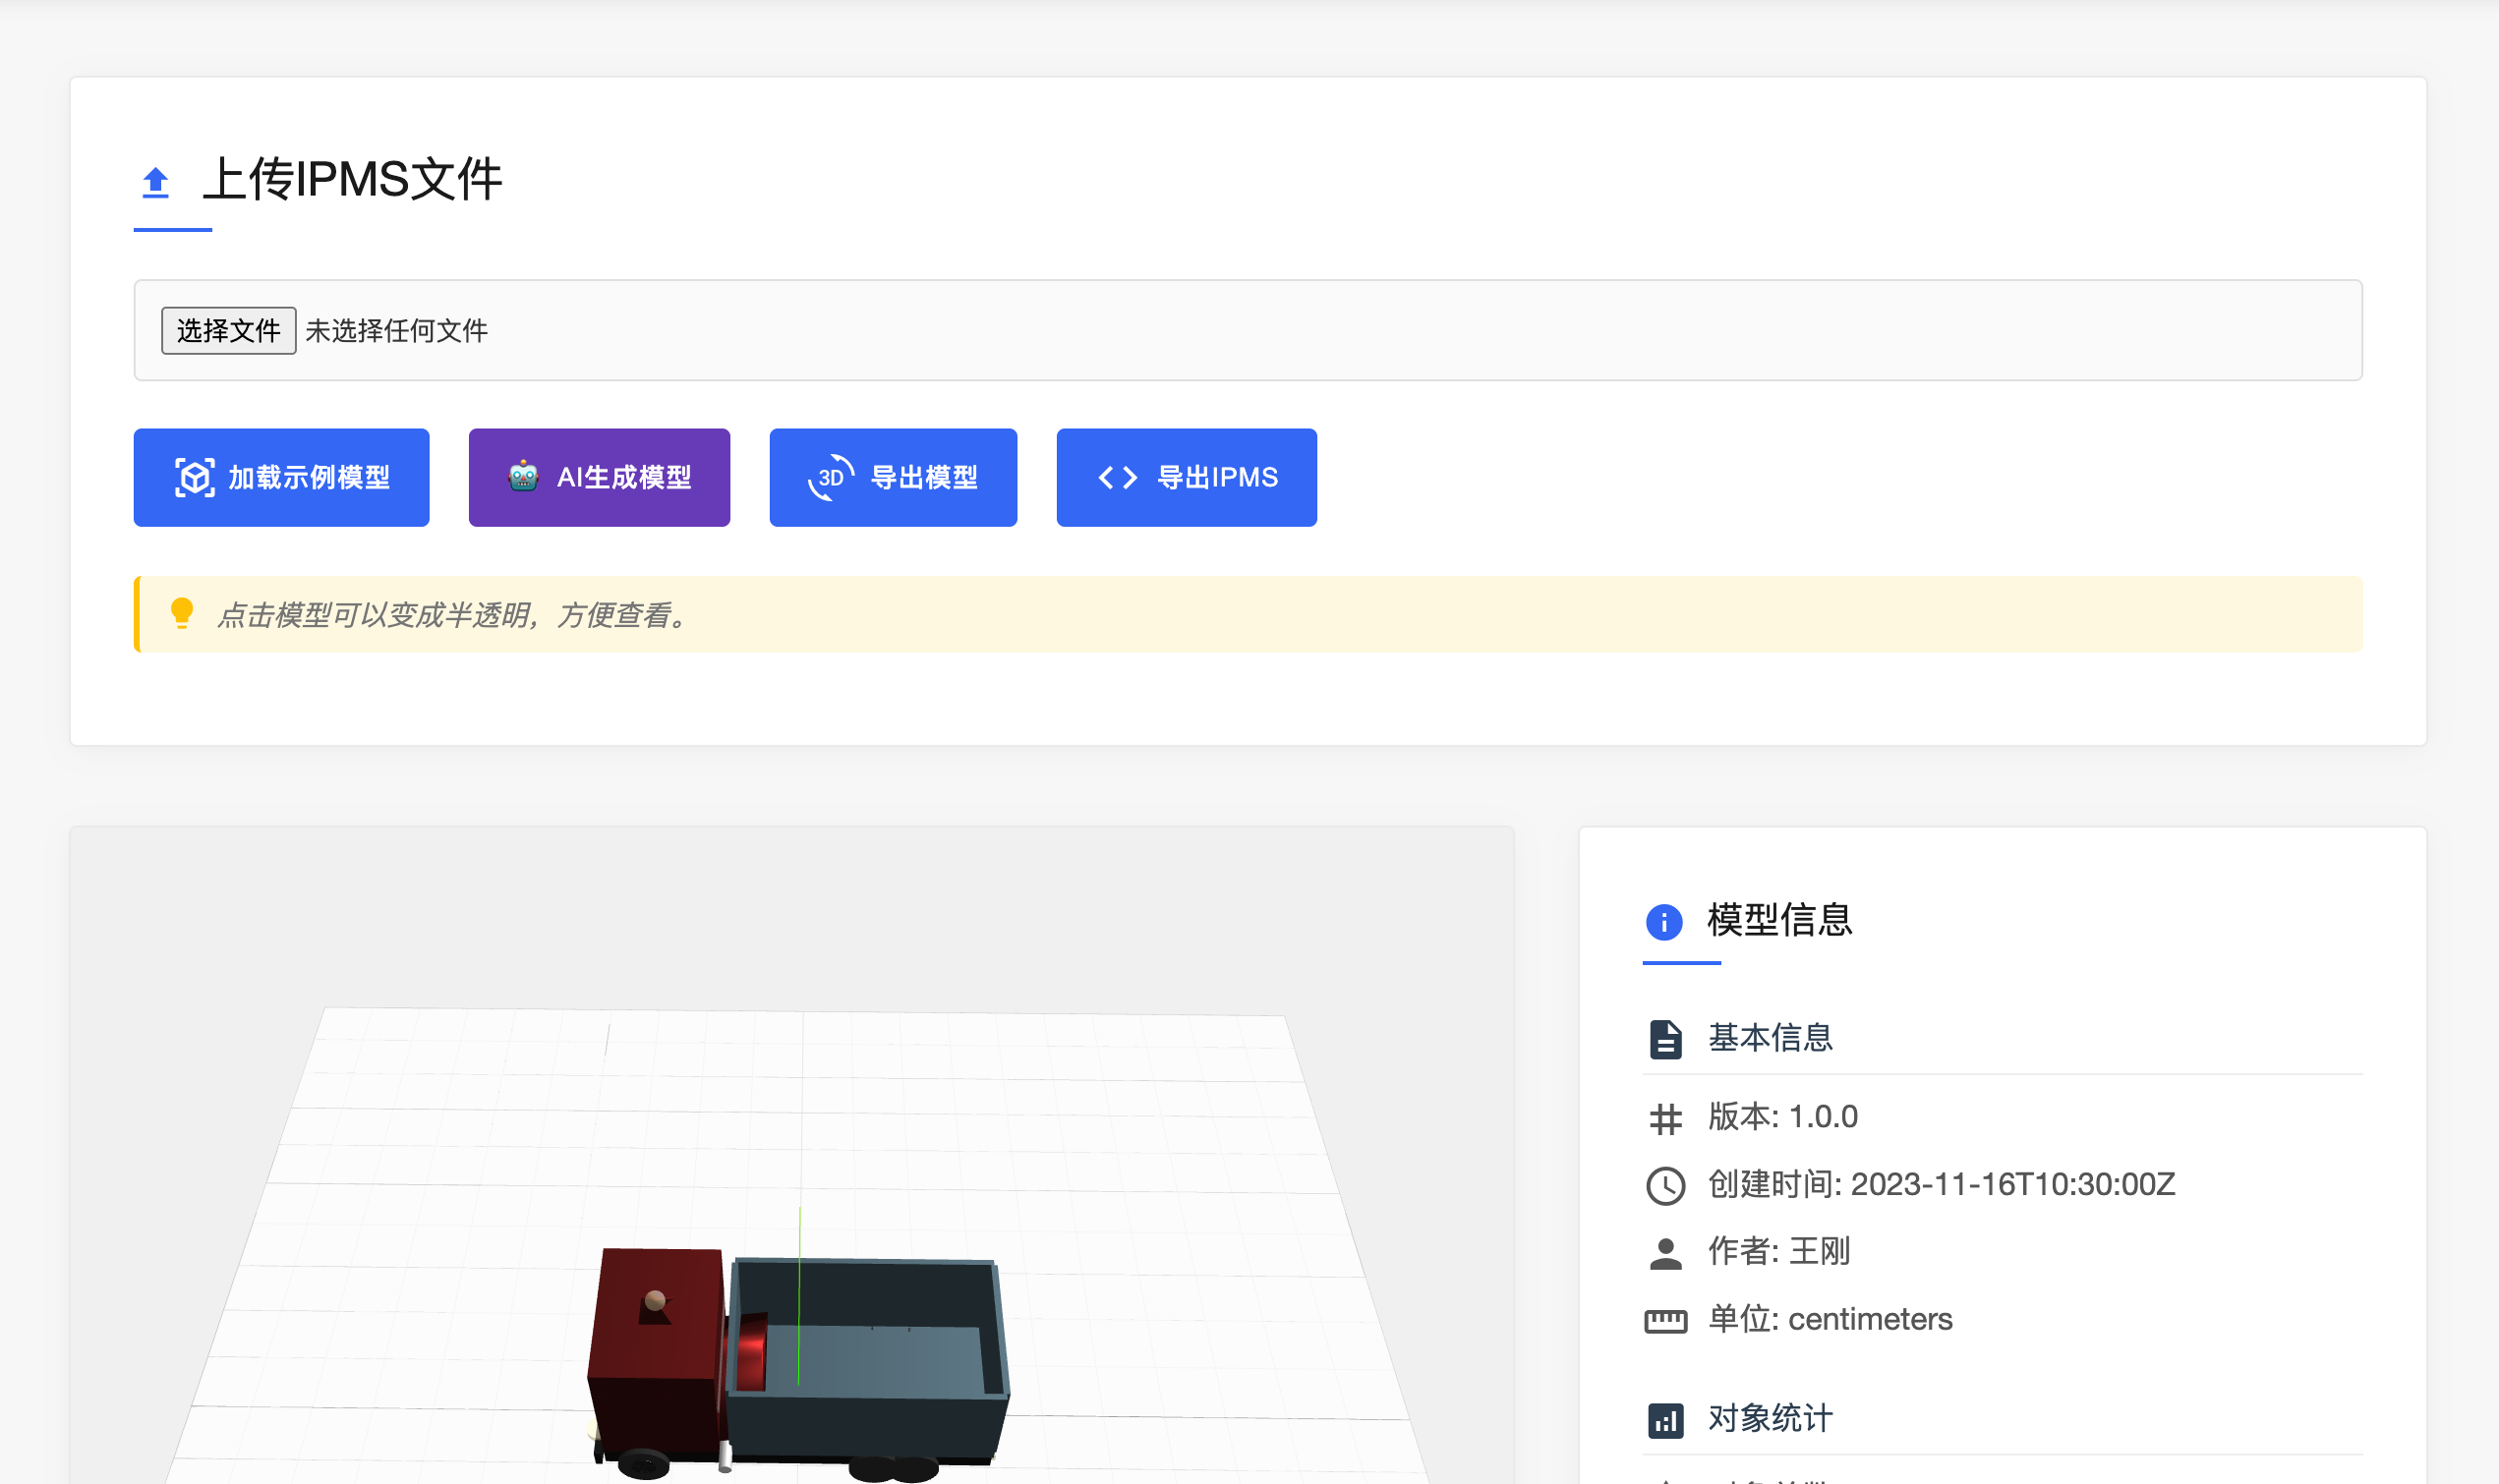 上传IPMS文件
选择文件 未选择任何文件
加载示例模型
AI生成模型
3D 导出模型
导出IPMS
点击模型可以变成半透明，方便查看。
模型信息
基本信息
版本: 1.0.0
创建时间: 2023-11-16T10:30:00Z
作者: 王刚
单位: centimeters
对象统计